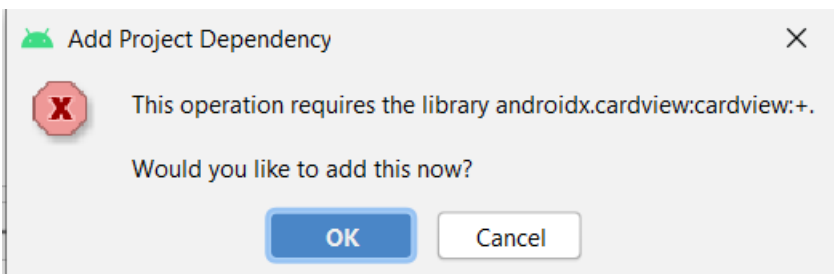 Add Project Dependency
This operation requires the library androidx.cardview:cardview:+.
Would you like to add this now?
OK
Cancel